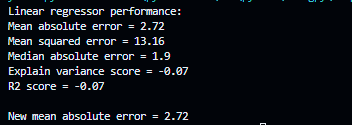 Linear regressor performance:
Mean absolute error = 2.72
Mean squared error = 13.16
Median absolute error = 1.9
Explain variance score = -0.07
R2 score = -0.07
New mean absolute error = 2.72